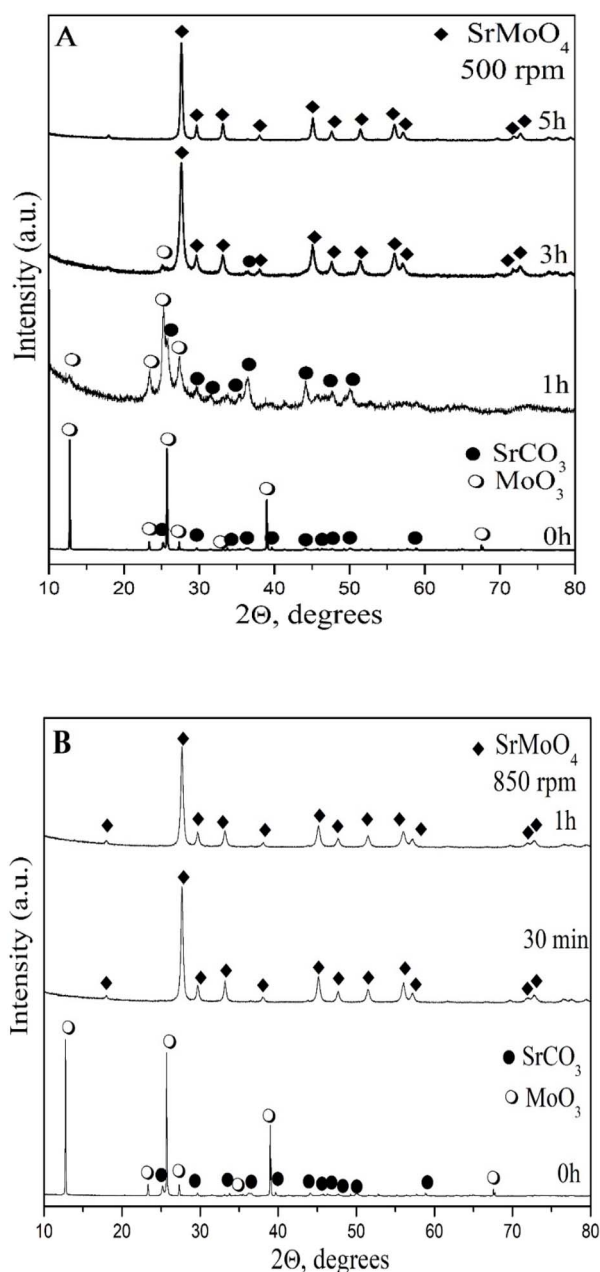 A
◆ SrMoO₄
500 rpm
5h
3h
1h
● SrCO₃
○ MoO₃
0h
Intensity (a.u.)
10 20 30 40 50 60 70 80
2Θ, degrees
B
◆ SrMoO₄
850 rpm
1h
30 min
● SrCO₃
○ MoO₃
0h
Intensity (a.u.)
10 20 30 40 50 60 70 80
2Θ, degrees